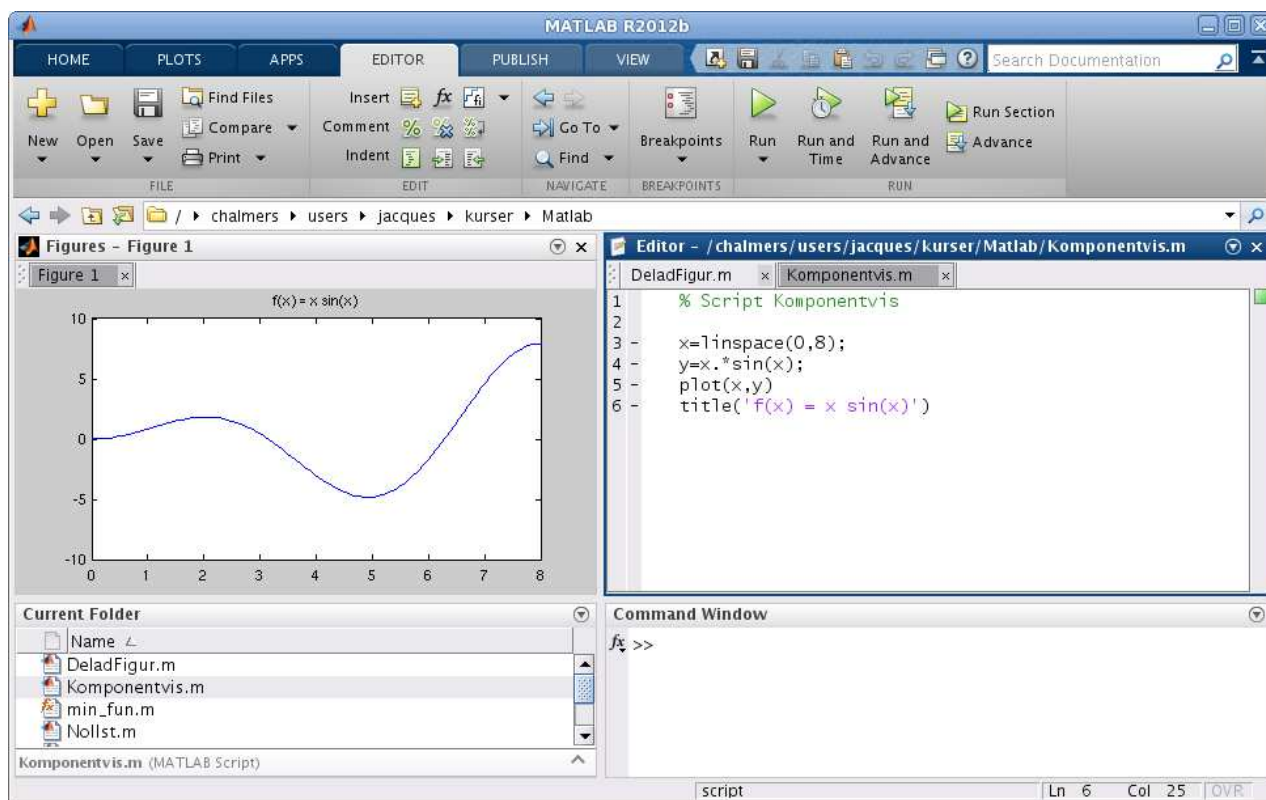 MATLAB R2012b
HOME PLOTS APPS EDITOR PUBLISH VIEW Search Documentation
New Open Save Find Files Compare Print
FILE
Insert fx fi
Comment % % %
Indent
EDIT
Go To
Find
NAVIGATE
Breakpoints
BREAKPOINTS
Run Run and Time Run and Advance Run Section Advance
RUN
/ chalmers users jacques kurser Matlab
Figures - Figure 1
Figure 1
f(x) = x sin(x)
10
5
0
-5
-10
0 1 2 3 4 5 6 7 8
Editor - /chalmers/users/jacques/kurser/Matlab/Komponentvis.m
DeladFigur.m Komponentvis.m
1 % Script Komponentvis
2
3 - x=linspace(0,8);
4 - y=x.*sin(x);
5 - plot(x,y)
6 - title('f(x) = x sin(x)')
Current Folder
Name
DeladFigur.m
Komponentvis.m
min_fun.m
Nollst.m
Komponentvis.m (MATLAB Script)
Command Window
fx >>
script Ln 6 Col 25 OVR